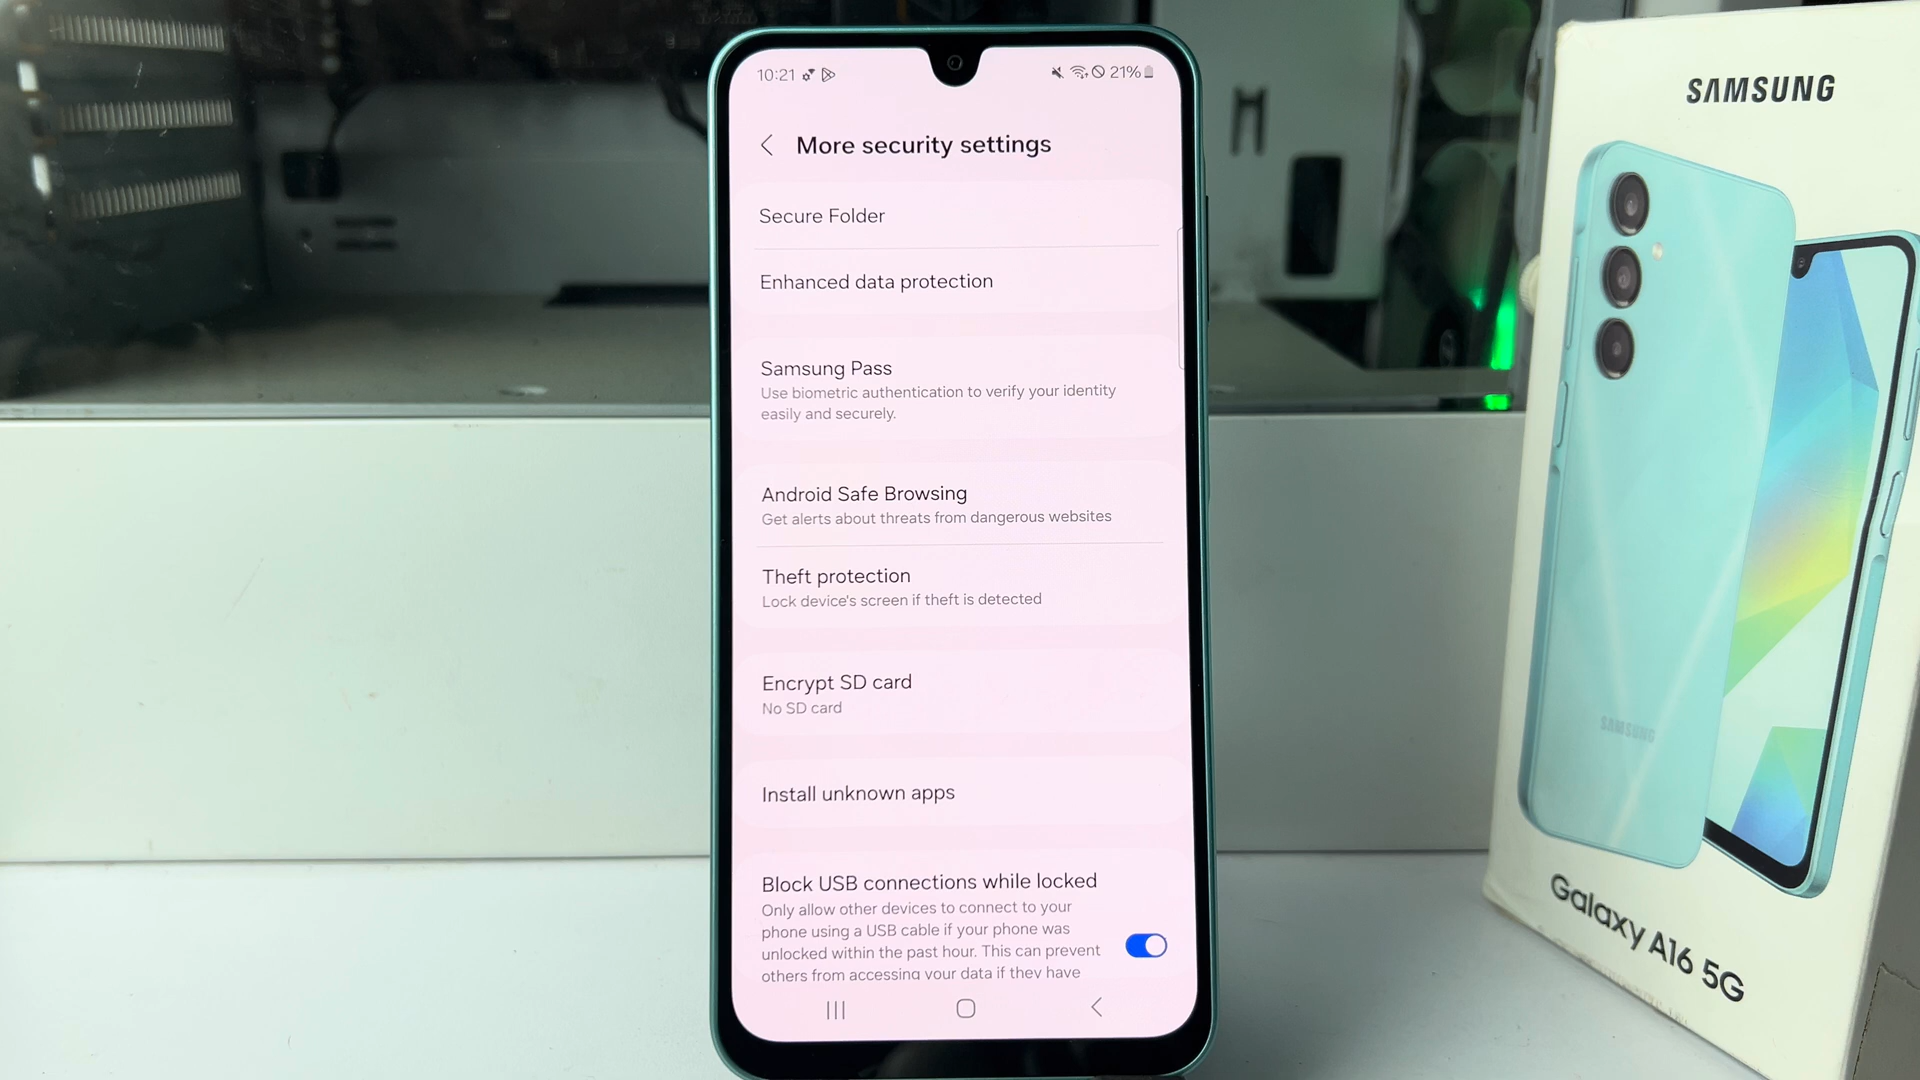 10:21
21%
More security settings
Secure Folder
Enhanced data protection
Samsung Pass
Use biometric authentication to verify your identity
easily and securely.
Android Safe Browsing
Get alerts about threats from dangerous websites
Theft protection
Lock device's screen if theft is detected
Encrypt SD card
No SD card
Install unknown apps
Block USB connections while locked
Only allow other devices to connect to your
phone using a USB cable if your phone was
unlocked within the past hour. This can prevent
others from accessing your data if they have
SAMSUNG
SAMSUNG
Galaxy A16 5G